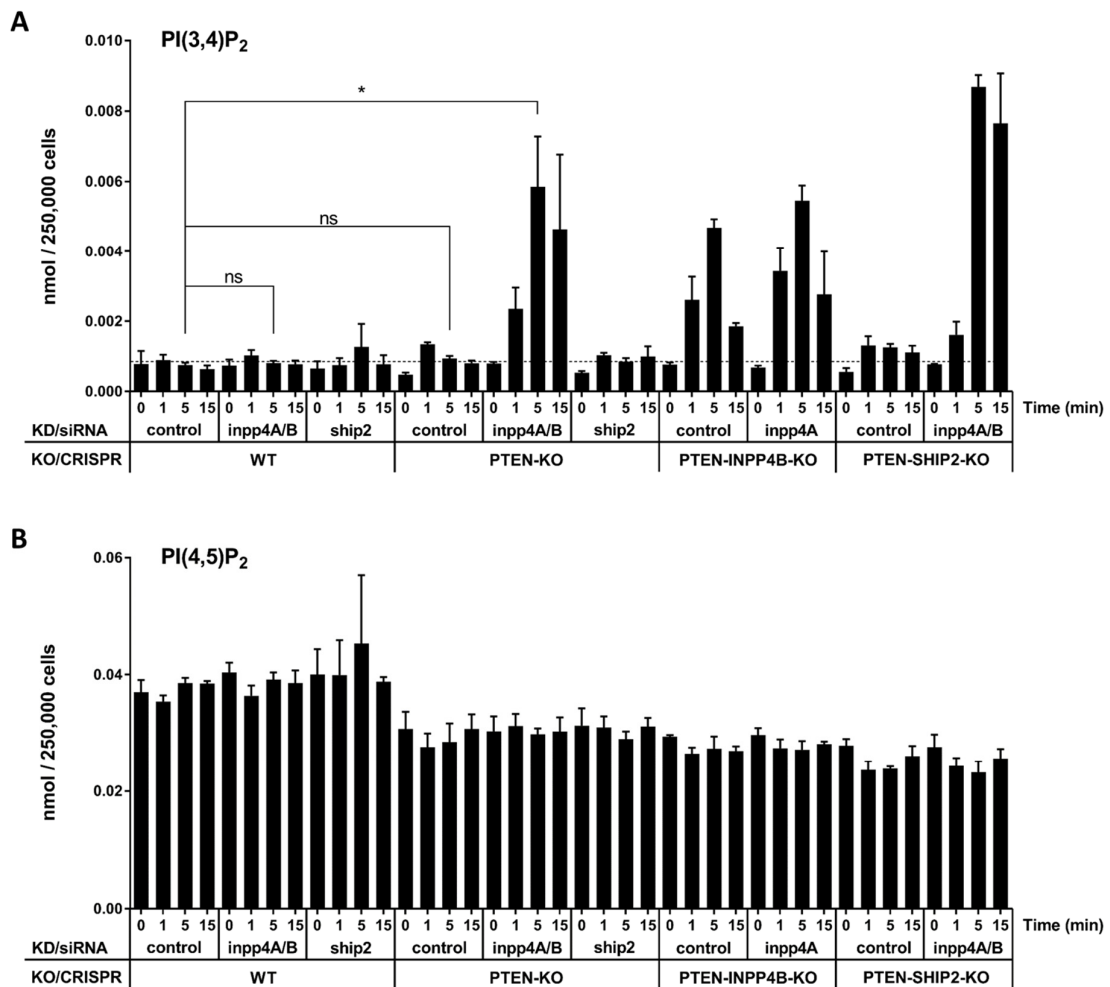 A
PI(3,4)P₂
nmol / 250,000 cells
0.010
0.008
0.006
0.004
0.002
0.000
*
ns
ns
0 1 5 15 0 1 5 15 0 1 5 15 0 1 5 15 0 1 5 15 0 1 5 15 0 1 5 15 0 1 5 15 0 1 5 15 0 1 5 15 Time (min)
KD/siRNA control inpp4A/B ship2 control inpp4A/B ship2 control inpp4A control inpp4A/B
KO/CRISPR WT PTEN-KO PTEN-INPP4B-KO PTEN-SHIP2-KO
B
PI(4,5)P₂
nmol / 250,000 cells
0.06
0.04
0.02
0.00
0 1 5 15 0 1 5 15 0 1 5 15 0 1 5 15 0 1 5 15 0 1 5 15 0 1 5 15 0 1 5 15 0 1 5 15 0 1 5 15 Time (min)
KD/siRNA control inpp4A/B ship2 control inpp4A/B ship2 control inpp4A control inpp4A/B
KO/CRISPR WT PTEN-KO PTEN-INPP4B-KO PTEN-SHIP2-KO